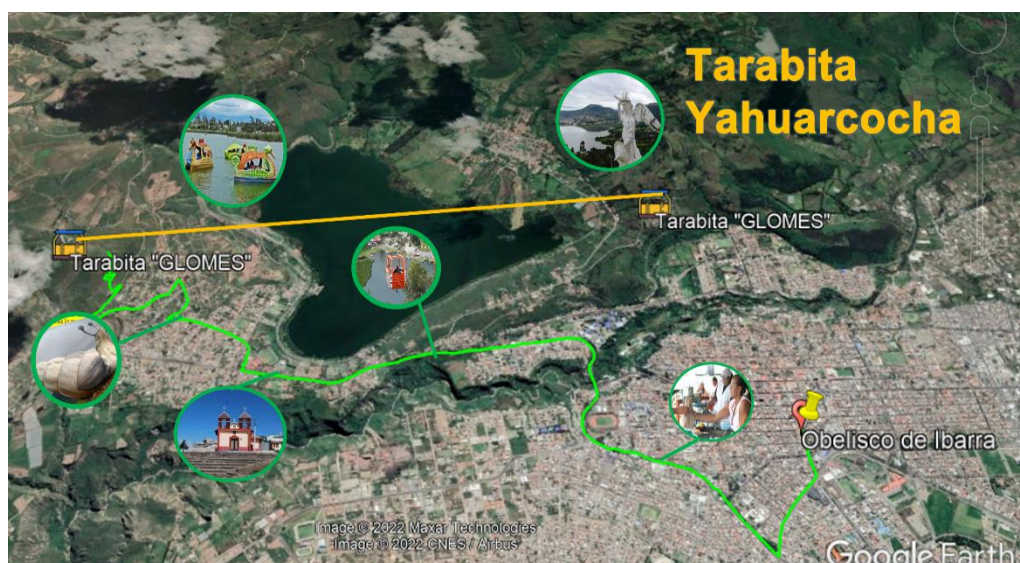 Tarabita
Yahuarcocha
Tarabita "GLOMES"
Tarabita "GLOMES"
Obelisco de Ibarra
Image © 2022 Maxar Technologies
Image © 2022 CNES / Airbus
Google Earth